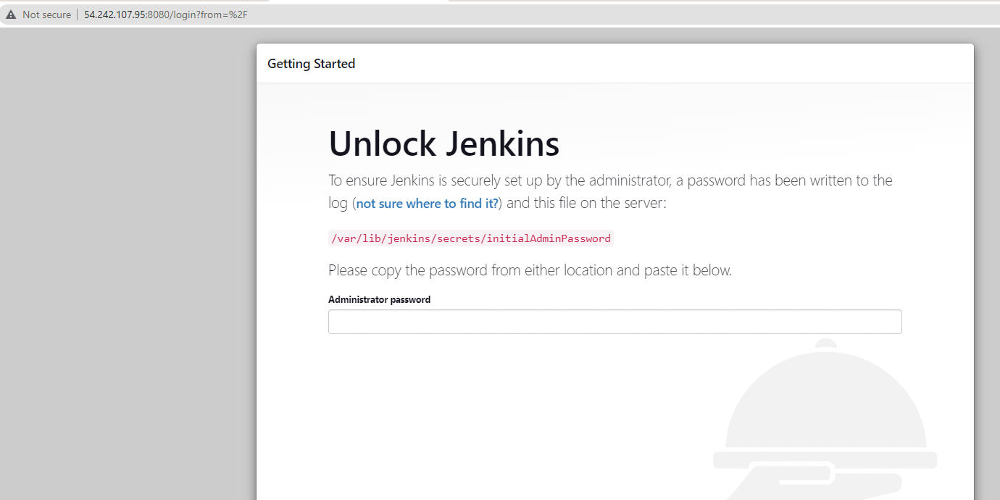 Not secure | 54.242.107.95:8080/login?from=%2F
Getting Started
Unlock Jenkins
To ensure Jenkins is securely set up by the administrator, a password has been written to the
log (not sure where to find it?) and this file on the server:
/var/lib/jenkins/secrets/initialAdminPassword
Please copy the password from either location and paste it below.
Administrator password